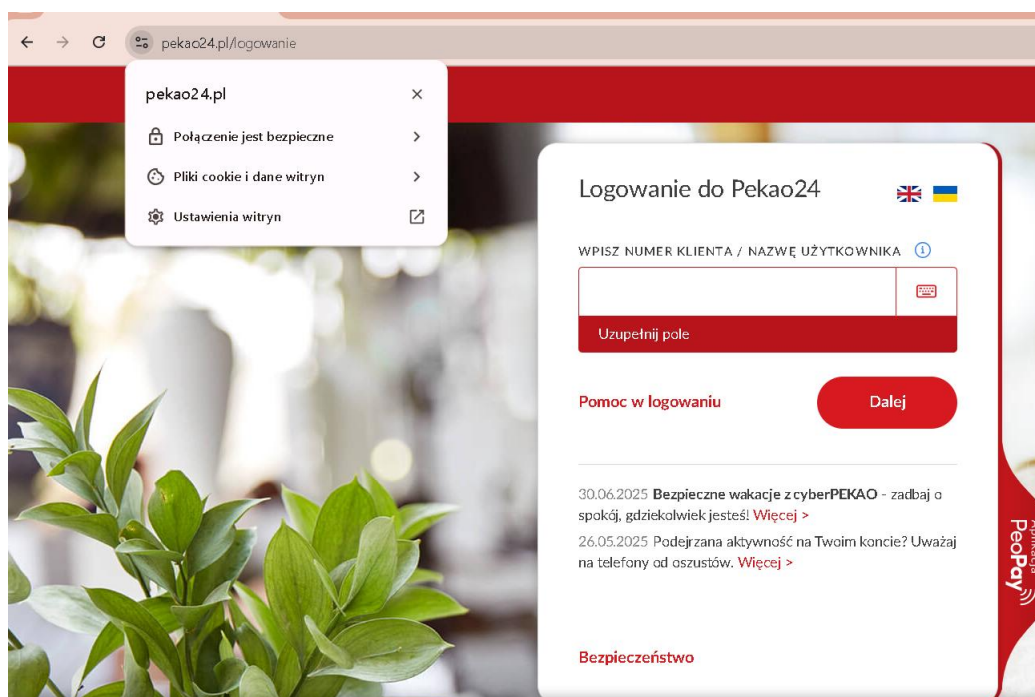 pekao24.pl/logowanie
pekao24.pl
Połączenie jest bezpieczne
Pliki cookie i dane witryn
Ustawienia witryn
Logowanie do Pekao24
WPISZ NUMER KLIENTA / NAZWĘ UŻYTKOWNIKA
Uzupełnij pole
Pomoc w logowaniu
Dalej
30.06.2025 Bezpieczne wakacje z cyberPEKAO - zadbaj o
spokój, gdziekolwiek jesteś! Więcej >
26.05.2025 Podejrzana aktywność na Twoim koncie? Uważaj
na telefony od oszustów. Więcej >
Bezpieczeństwo
Aplikacja
PeoPay